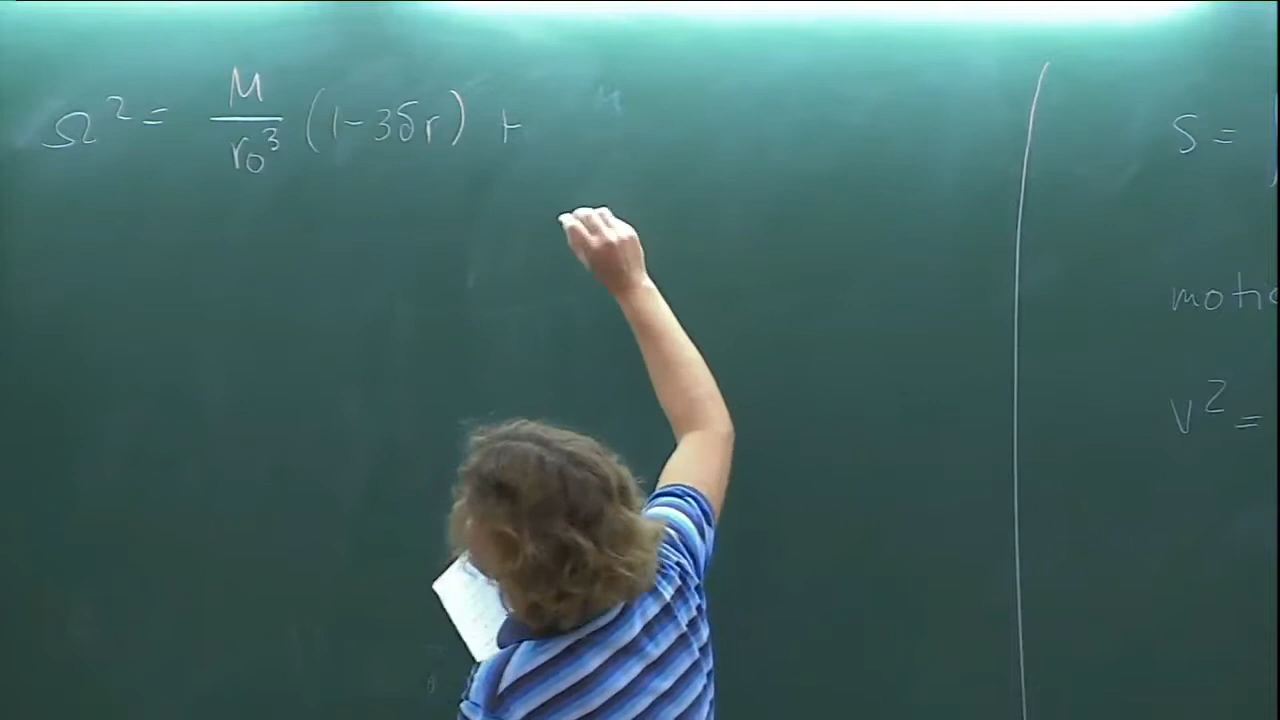 Ω² = M/r₀³ (1-3δr) +
S =
motio
v² =